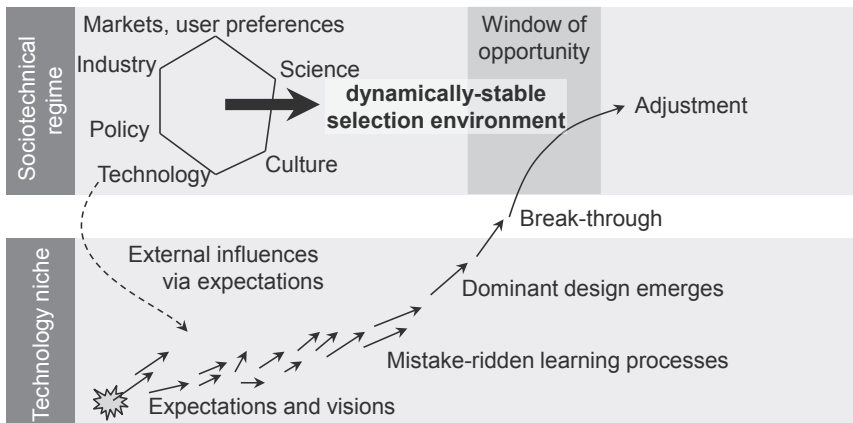 Sociotechnical
regime
Markets, user preferences
Industry
Science
Policy
Culture
Technology
dynamically-stable
selection environment
Window of
opportunity
Adjustment
Break-through
Technology niche
External influences
via expectations
Dominant design emerges
Mistake-ridden learning processes
Expectations and visions